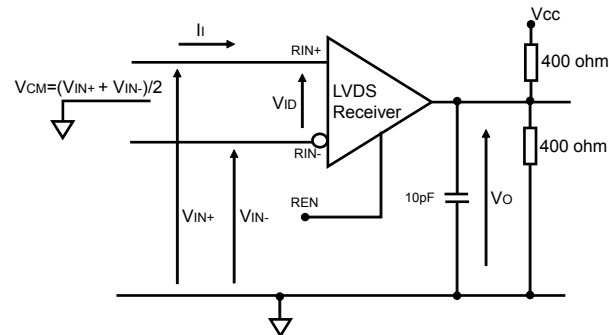 Vcc
II
RIN+
400 ohm
VCM=(VIN+ + VIN-)/2
VID
LVDS
Receiver
400 ohm
RIN-
REN
10pF
VO
VIN+
VIN-